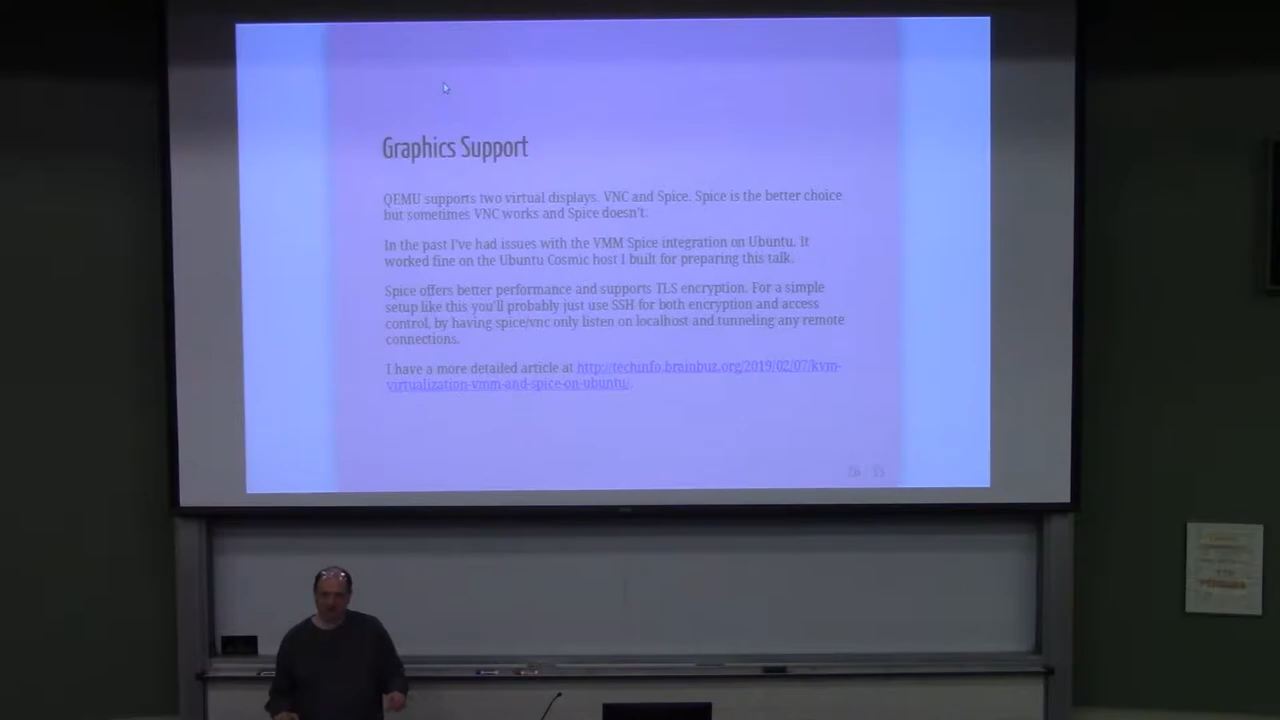 Graphics Support
QEMU supports two virtual displays. VNC and Spice. Spice is the better choice
but sometimes VNC works and Spice doesn't.
In the past I've had issues with the VMM Spice integration on Ubuntu. It
worked fine on the Ubuntu Cosmic host I built for preparing this talk.
Spice offers better performance and supports TLS encryption. For a simple
setup like this you'll probably just use SSH for both encryption and access
control, by having spice/vnc only listen on localhost and tunneling any remote
connections.
I have a more detailed article at http://techinfo.brainbuz.org/2019/02/07/kvm-
virtualization-vmm-and-spice-on-ubuntu/.